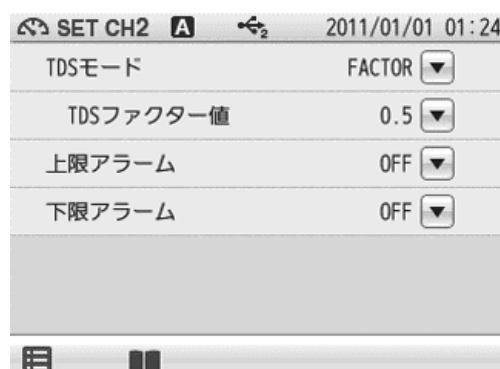 SET CH2 A 2 2011/01/01 01:24
TDSモード FACTOR
TDSファクター値 0.5
上限アラーム OFF
下限アラーム OFF